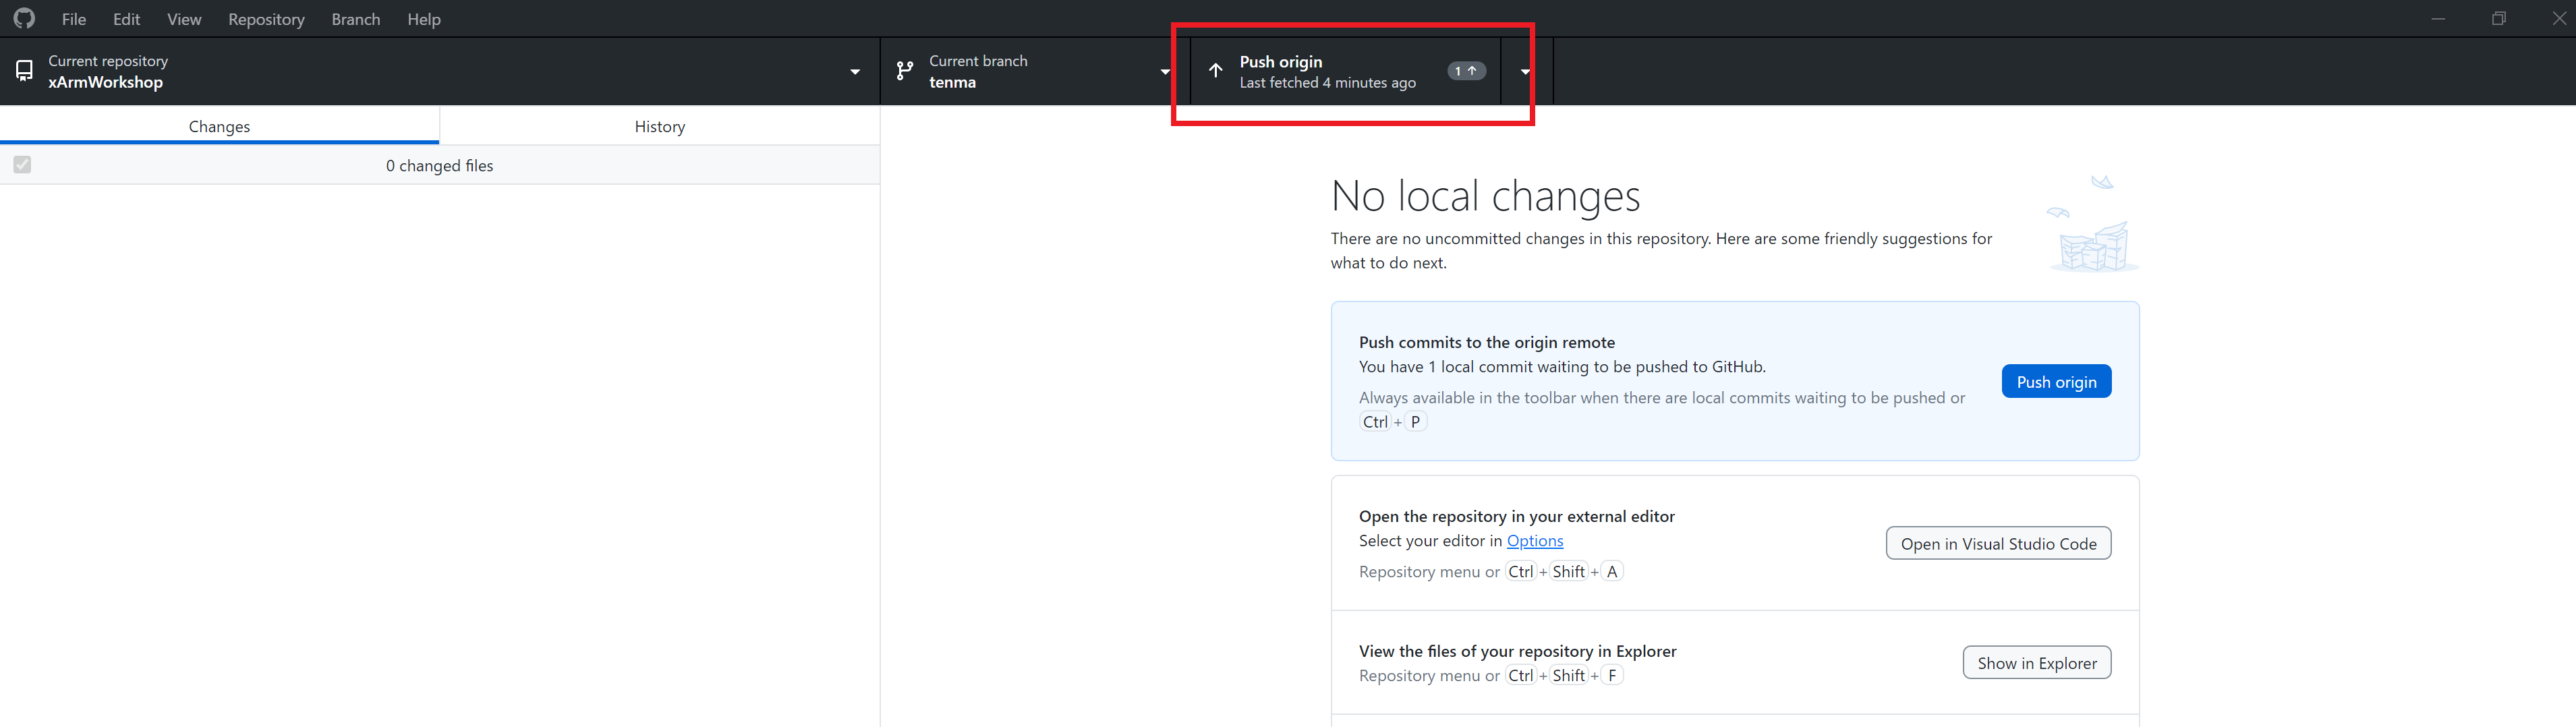 File Edit View Repository Branch Help
Current repository
xArmWorkshop
Current branch
tenma
Push origin
Last fetched 4 minutes ago
1 ↑
Changes History
0 changed files
No local changes
There are no uncommitted changes in this repository. Here are some friendly suggestions for
what to do next.
Push commits to the origin remote
You have 1 local commit waiting to be pushed to GitHub.
Always available in the toolbar when there are local commits waiting to be pushed or
Ctrl + P
Push origin
Open the repository in your external editor
Select your editor in Options
Repository menu or Ctrl + Shift + A
Open in Visual Studio Code
View the files of your repository in Explorer
Repository menu or Ctrl + Shift + F
Show in Explorer